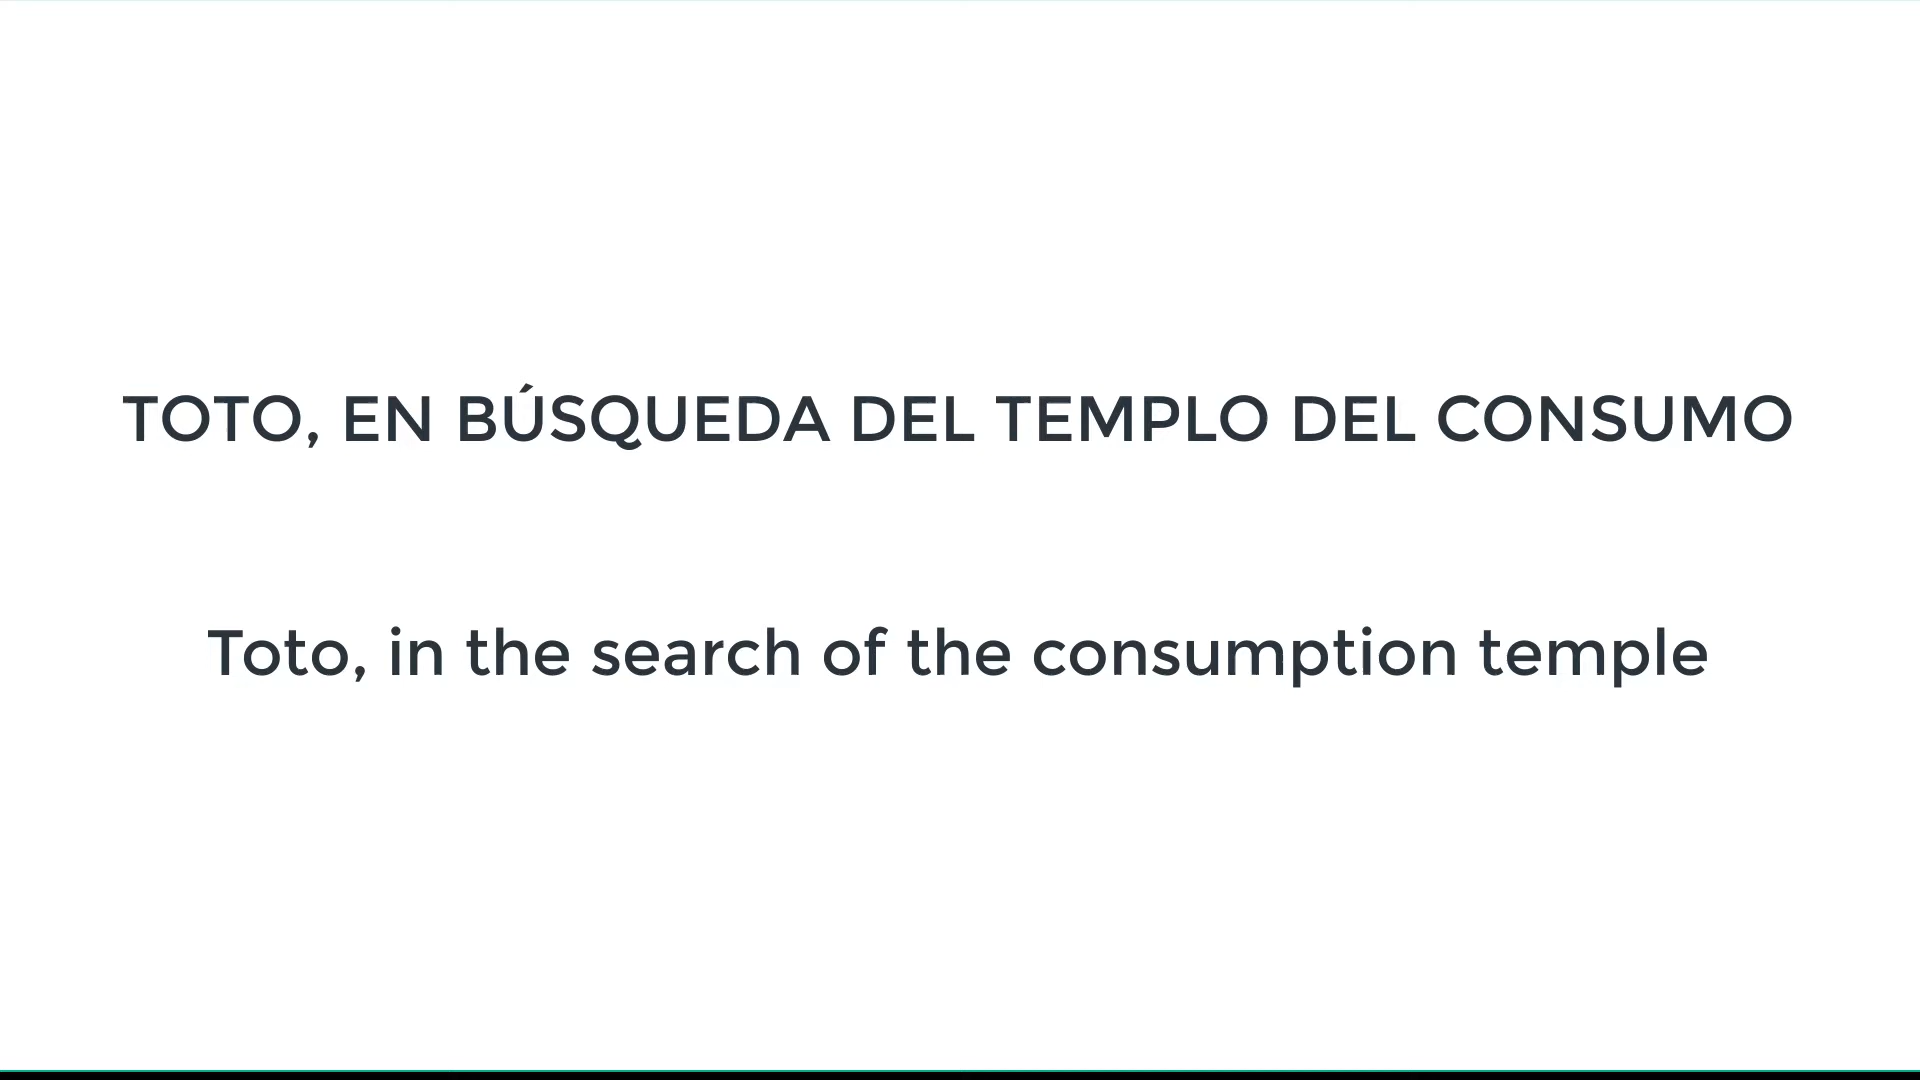 TOTO, EN BÚSQUEDA DEL TEMPLO DEL CONSUMO
Toto, in the search of the consumption temple